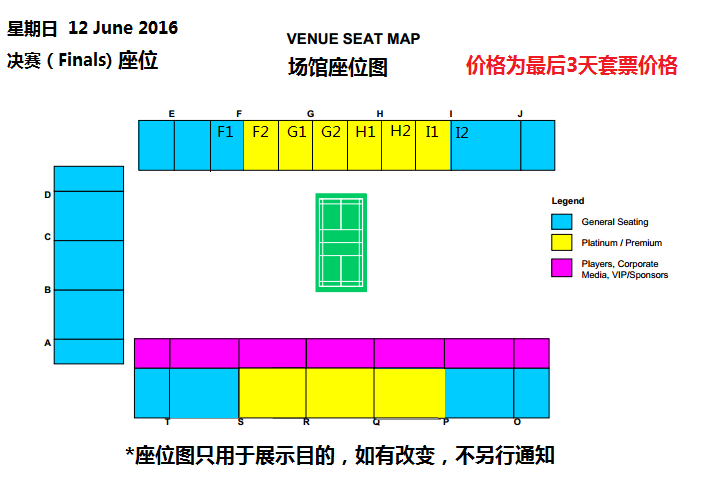 星期日 12 June 2016
决赛 ( Finals) 座位
VENUE SEAT MAP
场馆座位图
价格为最后3天套票价格
E F G H I J
F1 F2 G1 G2 H1 H2 I1 I2
D
C
B
A
Legend
General Seating
Platinum / Premium
Players, Corporate
Media, VIP/Sponsors
T S R Q P O
*座位图只用于展示目的，如有改变，不另行通知